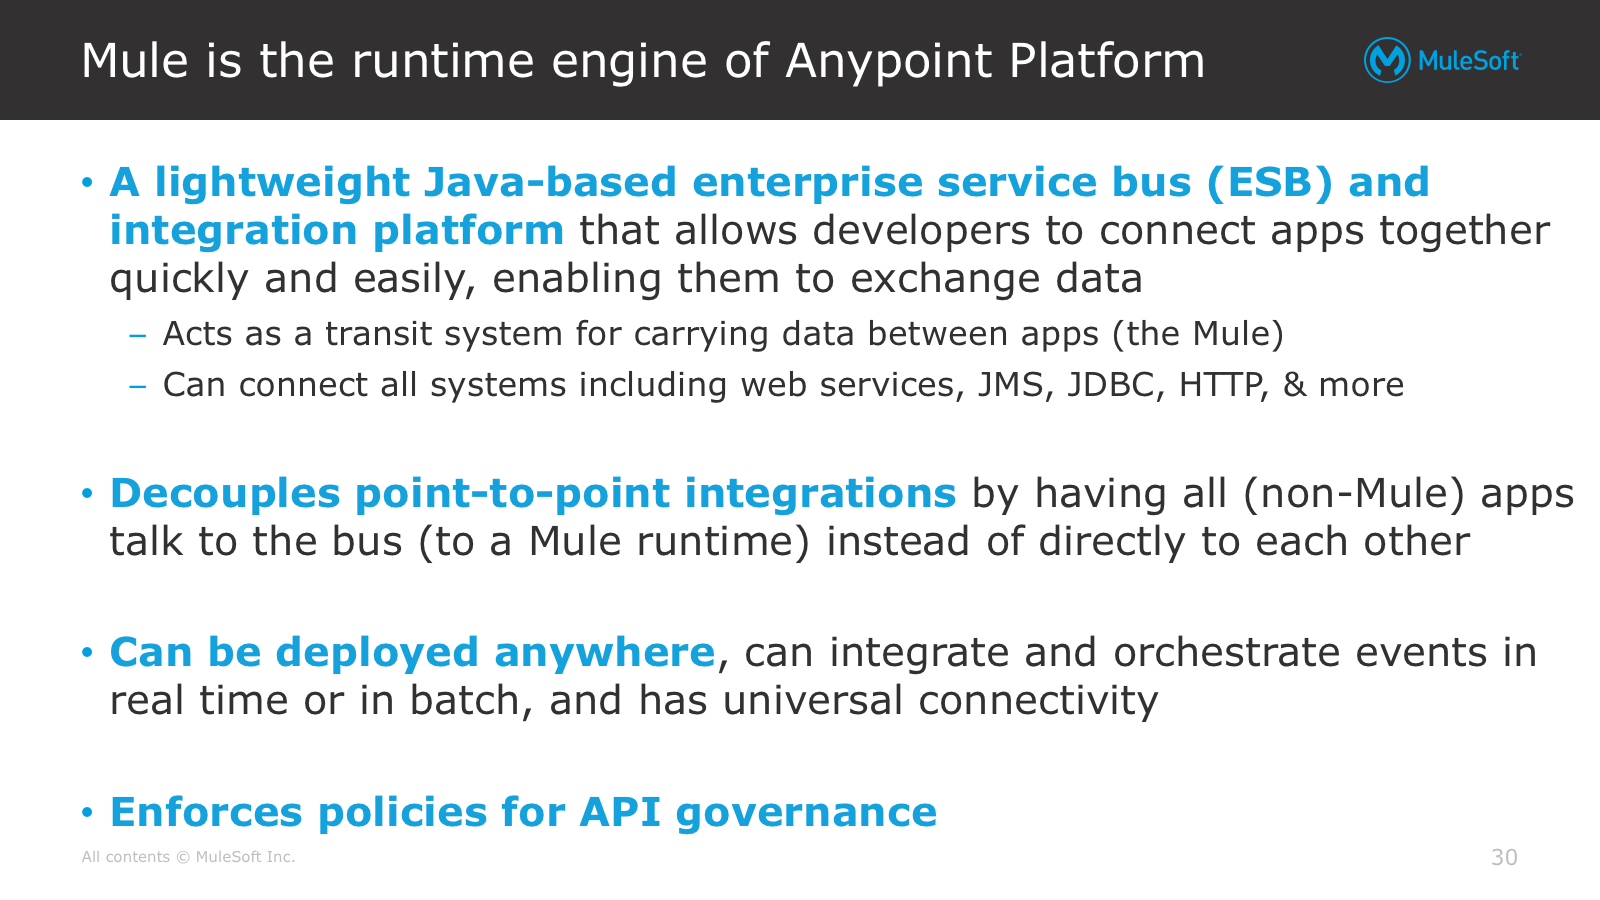 Mule is the runtime engine of Anypoint Platform
MuleSoft
• A lightweight Java-based enterprise service bus (ESB) and
integration platform that allows developers to connect apps together
quickly and easily, enabling them to exchange data
– Acts as a transit system for carrying data between apps (the Mule)
– Can connect all systems including web services, JMS, JDBC, HTTP, & more
• Decouples point-to-point integrations by having all (non-Mule) apps
talk to the bus (to a Mule runtime) instead of directly to each other
• Can be deployed anywhere, can integrate and orchestrate events in
real time or in batch, and has universal connectivity
• Enforces policies for API governance
All contents © MuleSoft Inc.
30